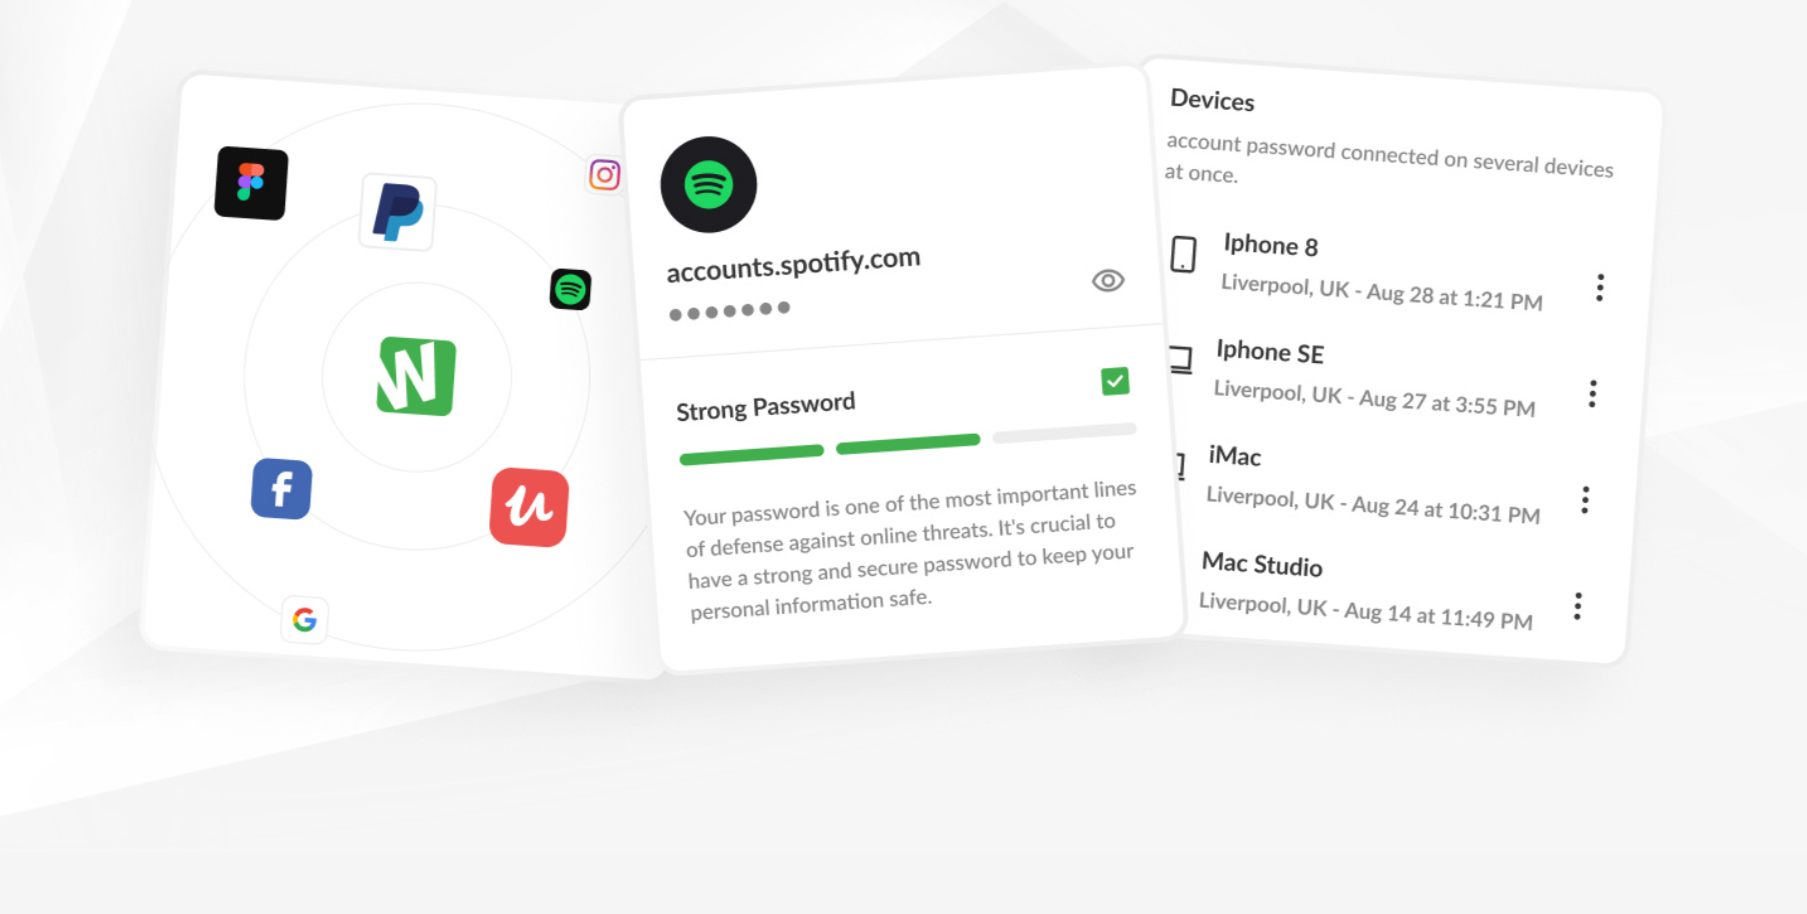 W
f
u
G
accounts.spotify.com
•••••••
Strong Password
Your password is one of the most important lines
of defense against online threats. It's crucial to
have a strong and secure password to keep your
personal information safe.
Devices
account password connected on several devices
at once.
Iphone 8
Liverpool, UK - Aug 28 at 1:21 PM
Iphone SE
Liverpool, UK - Aug 27 at 3:55 PM
iMac
Liverpool, UK - Aug 24 at 10:31 PM
Mac Studio
Liverpool, UK - Aug 14 at 11:49 PM